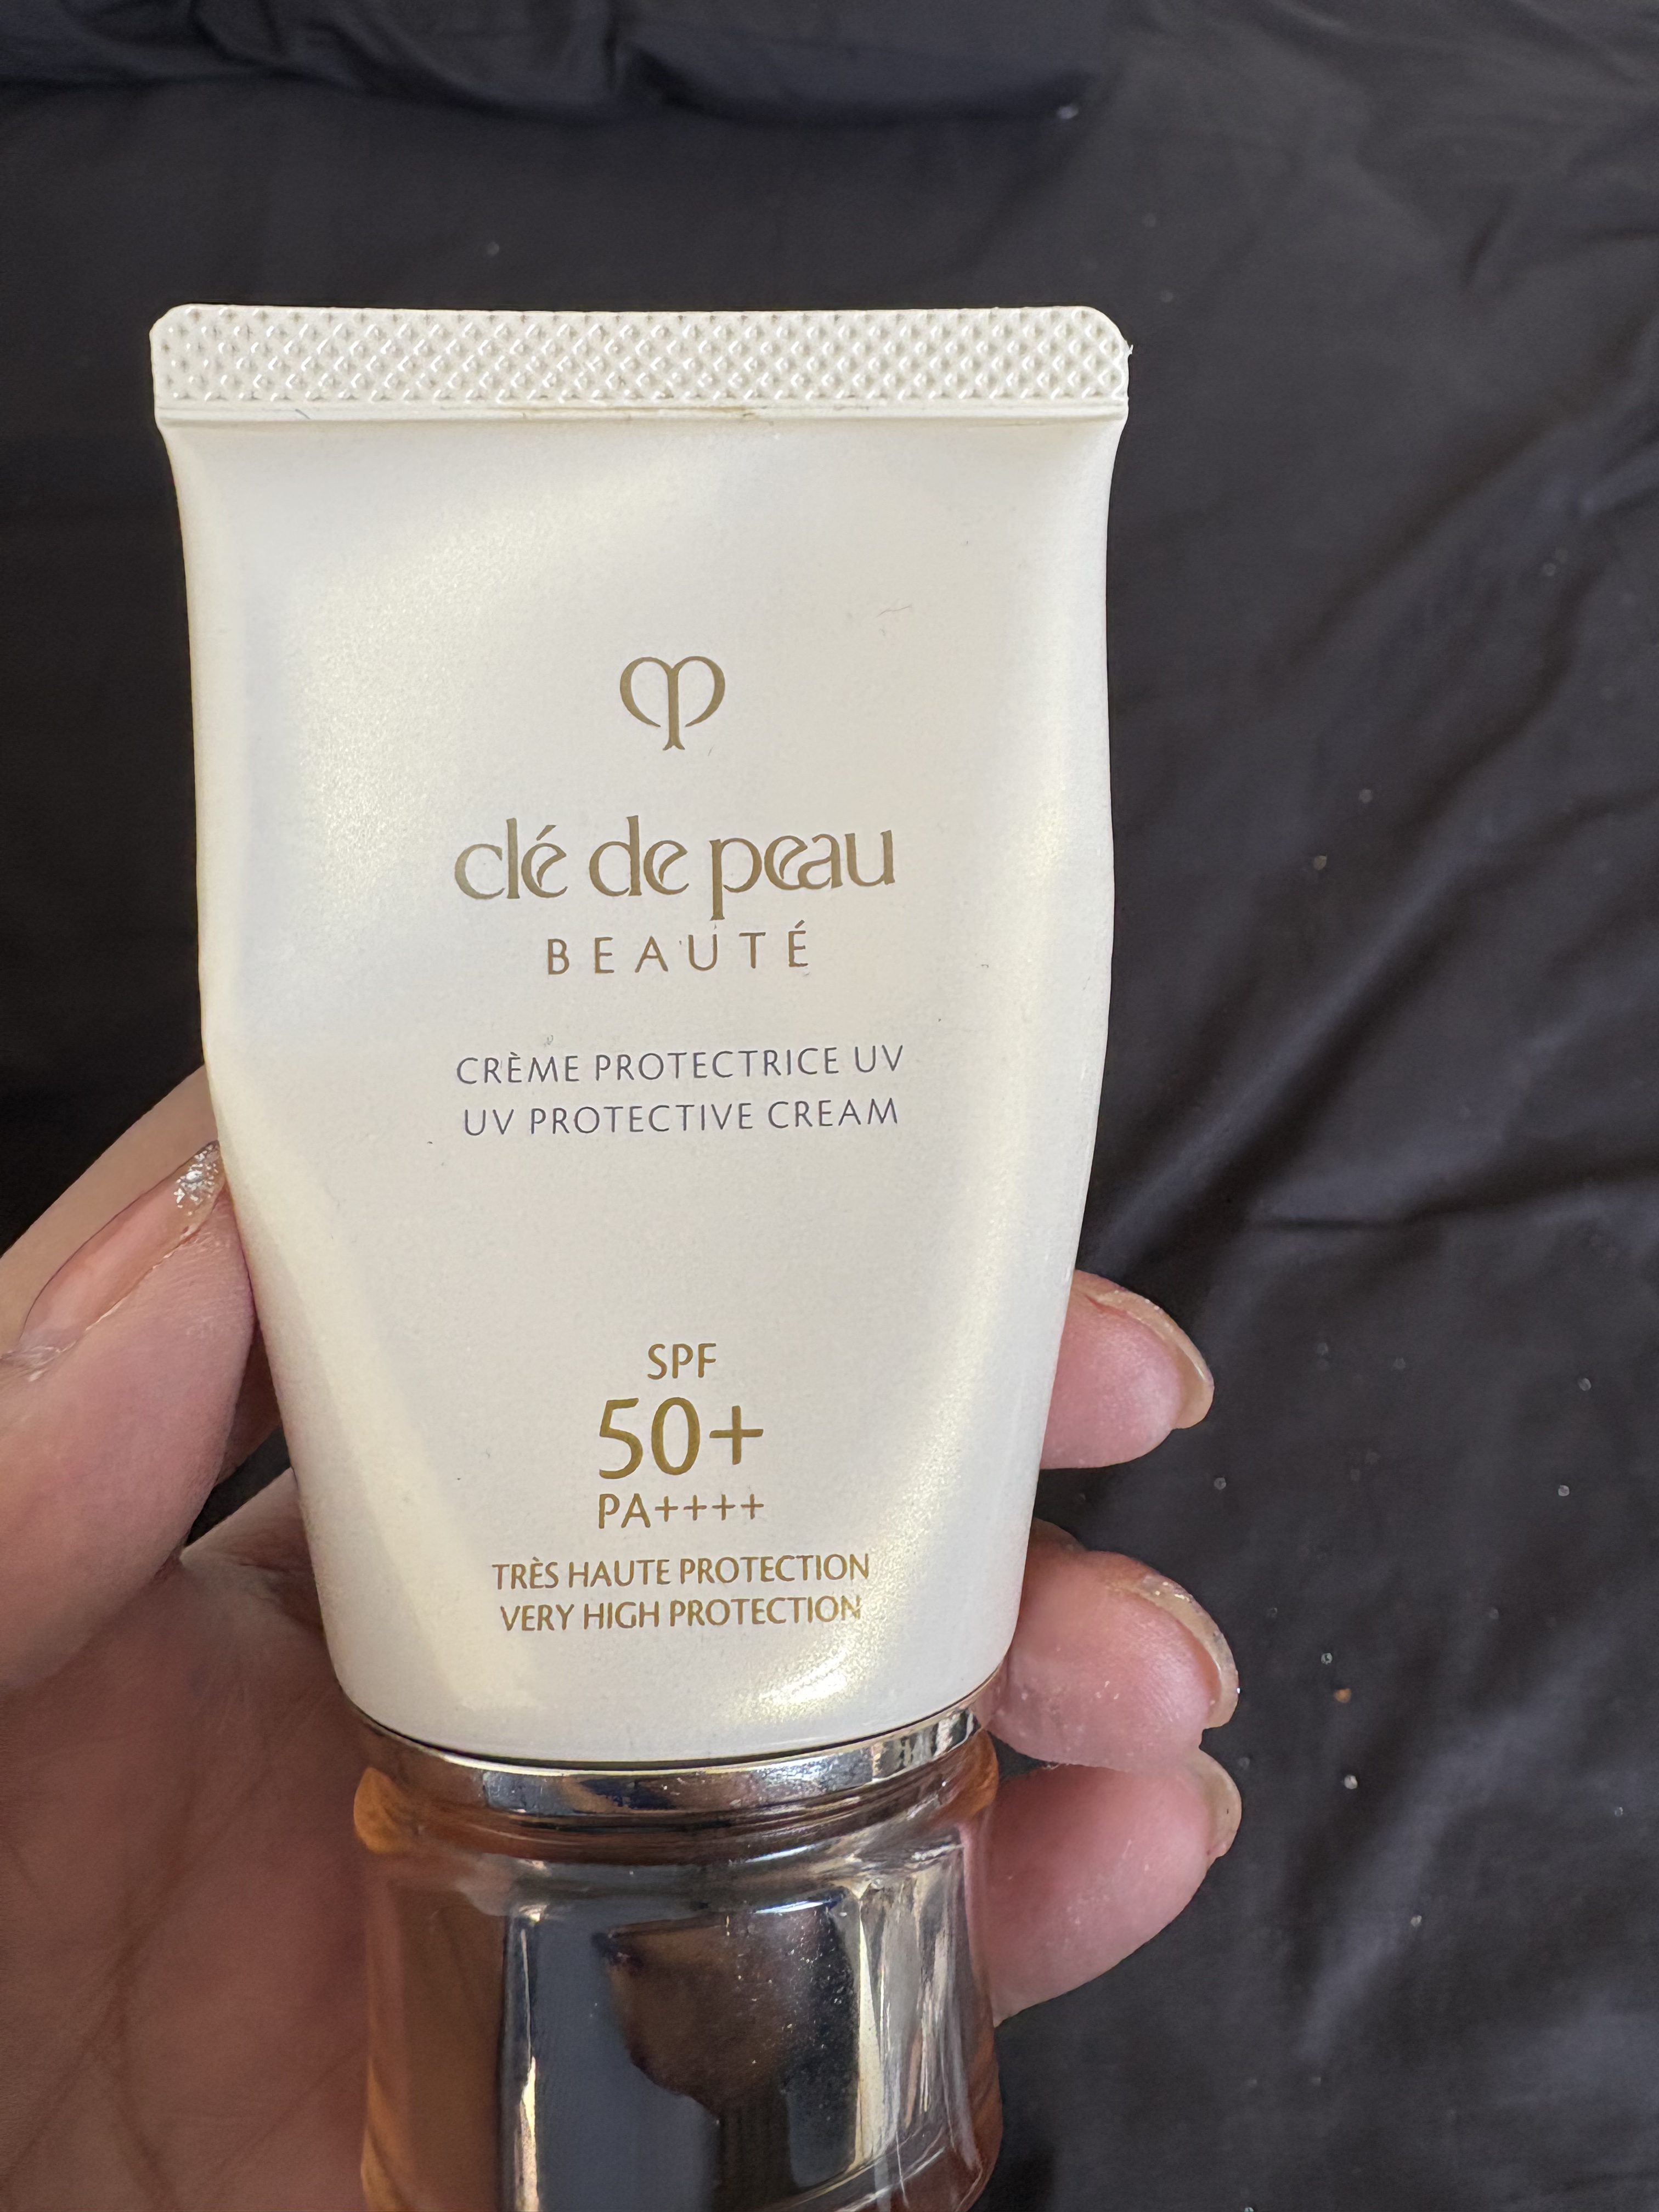 clé de peau
BEAUTÉ
CRÈME PROTECTRICE UV
UV PROTECTIVE CREAM
SPF
50+
PA++++
TRÈS HAUTE PROTECTION
VERY HIGH PROTECTION